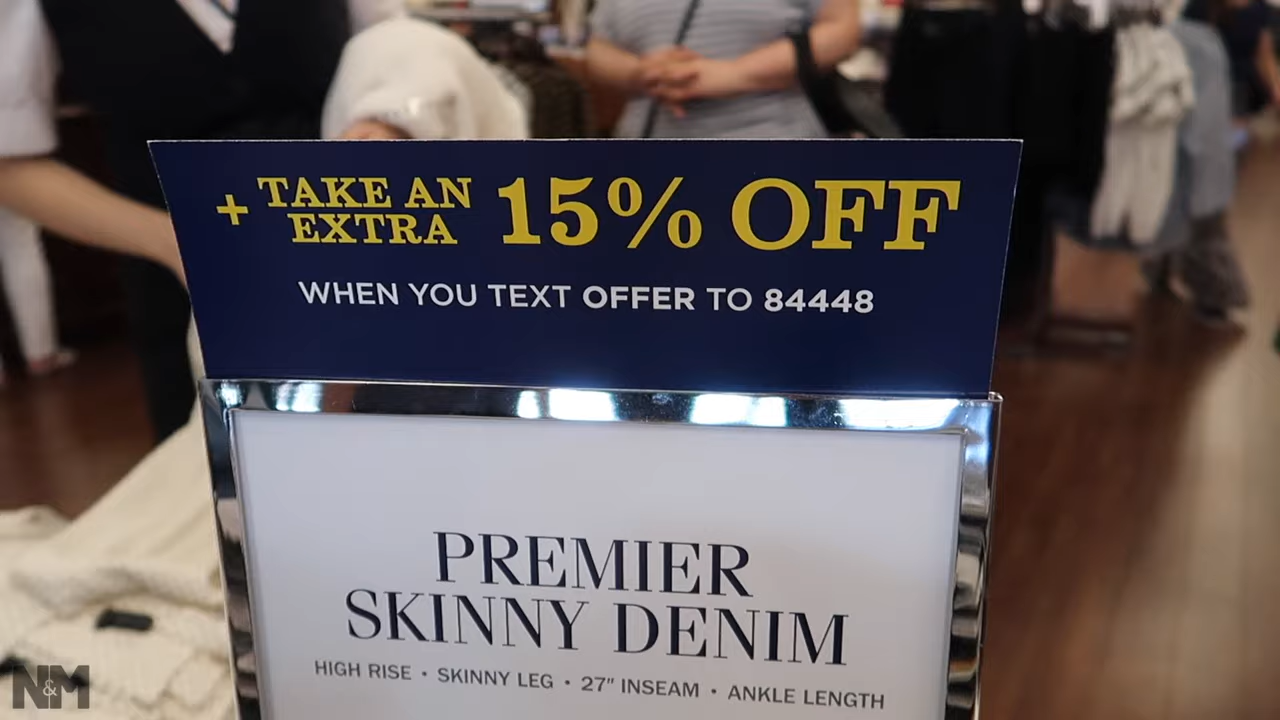 + TAKE AN EXTRA 15% OFF
WHEN YOU TEXT OFFER TO 84448
PREMIER
SKINNY DENIM
HIGH RISE • SKINNY LEG • 27" INSEAM • ANKLE LENGTH
N&M